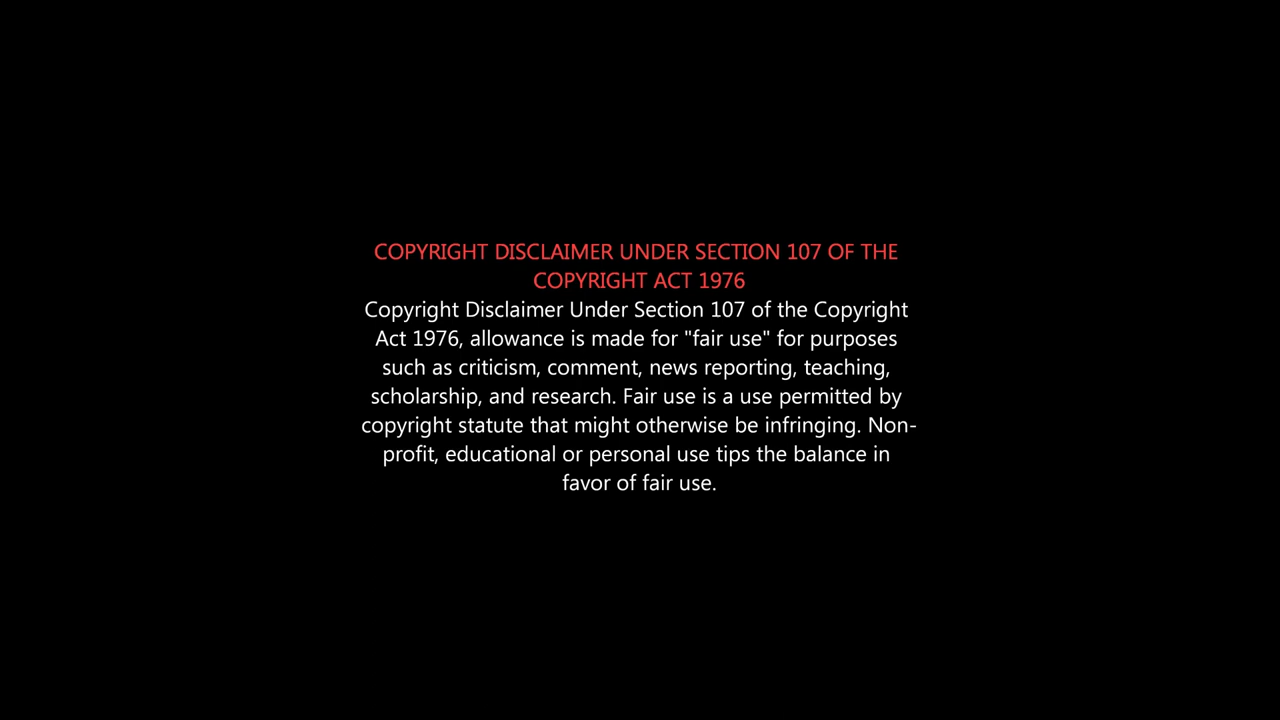 COPYRIGHT DISCLAIMER UNDER SECTION 107 OF THE
COPYRIGHT ACT 1976
Copyright Disclaimer Under Section 107 of the Copyright
Act 1976, allowance is made for "fair use" for purposes
such as criticism, comment, news reporting, teaching,
scholarship, and research. Fair use is a use permitted by
copyright statute that might otherwise be infringing. Non-
profit, educational or personal use tips the balance in
favor of fair use.